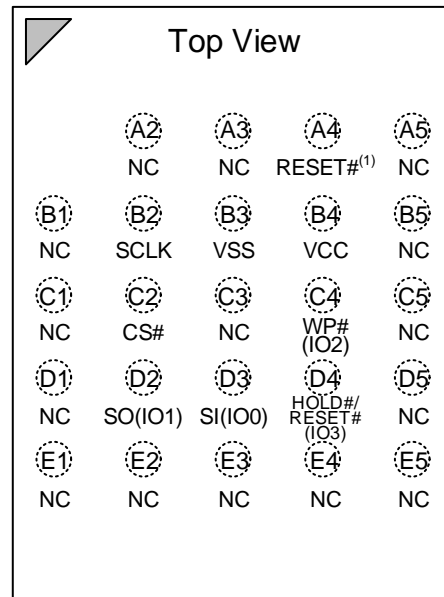 Top View
A2 A3 A4 A5
NC NC RESET#(1) NC
B1 B2 B3 B4 B5
NC SCLK VSS VCC NC
C1 C2 C3 C4 C5
NC CS# NC WP# (IO2) NC
D1 D2 D3 D4 D5
NC SO(IO1) SI(IO0) HOLD#/ RESET# (IO3) NC
E1 E2 E3 E4 E5
NC NC NC NC NC